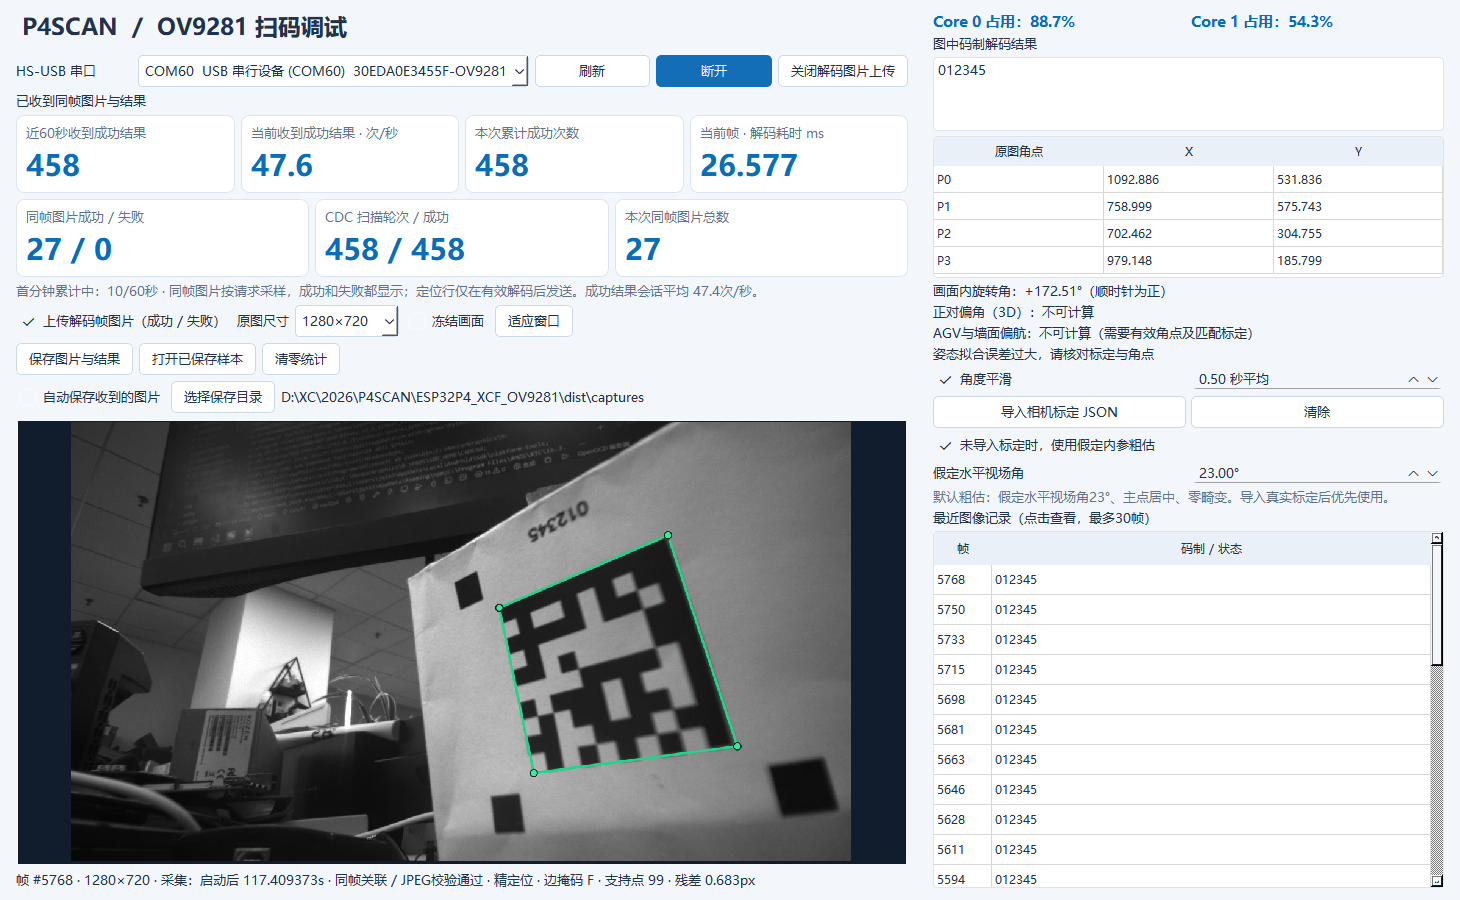 P4SCAN / OV9281 扫码调试
HS-USB 串口
COM60 USB 串行设备 (COM60) 30EDA0E3455F-OV9281
刷新
断开
关闭解码图片上传
已收到同帧图片与结果
近60秒收到成功结果
458
当前收到成功结果 · 次/秒
47.6
本次累计成功次数
458
当前帧 · 解码耗时 ms
26.577
同帧图片成功 / 失败
27 / 0
CDC 扫描轮次 / 成功
458 / 458
本次同帧图片总数
27
首分钟累计中：10/60秒 · 同帧图片按请求采样，成功和失败都显示；定位行仅在有效解码后发送。成功结果会话平均 47.4次/秒。
上传解码帧图片（成功 / 失败）
原图尺寸
1280×720
冻结画面
适应窗口
保存图片与结果
打开已保存样本
清零统计
自动保存收到的图片
选择保存目录
D:\XC\2026\P4SCAN\ESP32P4_XCF_OV9281\dist\captures
012345
帧 #5768 · 1280×720 · 采集：启动后 117.409373s · 同帧关联 / JPEG校验通过 · 精定位 · 边掩码 F · 支持点 99 · 残差 0.683px
Core 0 占用：88.7%
Core 1 占用：54.3%
图中码制解码结果
012345
原图角点 X Y
P0 1092.886 531.836
P1 758.999 575.743
P2 702.462 304.755
P3 979.148 185.799
画面内旋转角：+172.51°（顺时针为正）
正对偏角（3D）：不可计算
AGV与墙面偏航：不可计算（需要有效角点及匹配标定）
姿态拟合误差过大，请核对标定与角点
角度平滑
0.50 秒平均
导入相机标定 JSON
清除
未导入标定时，使用假定内参粗估
假定水平视场角
23.00°
默认粗估：假定水平视场角23°、主点居中、零畸变。导入真实标定后优先使用。
最近图像记录（点击查看，最多30帧）
帧 码制 / 状态
5768 012345
5750 012345
5733 012345
5715 012345
5698 012345
5681 012345
5663 012345
5646 012345
5628 012345
5611 012345
5594 012345